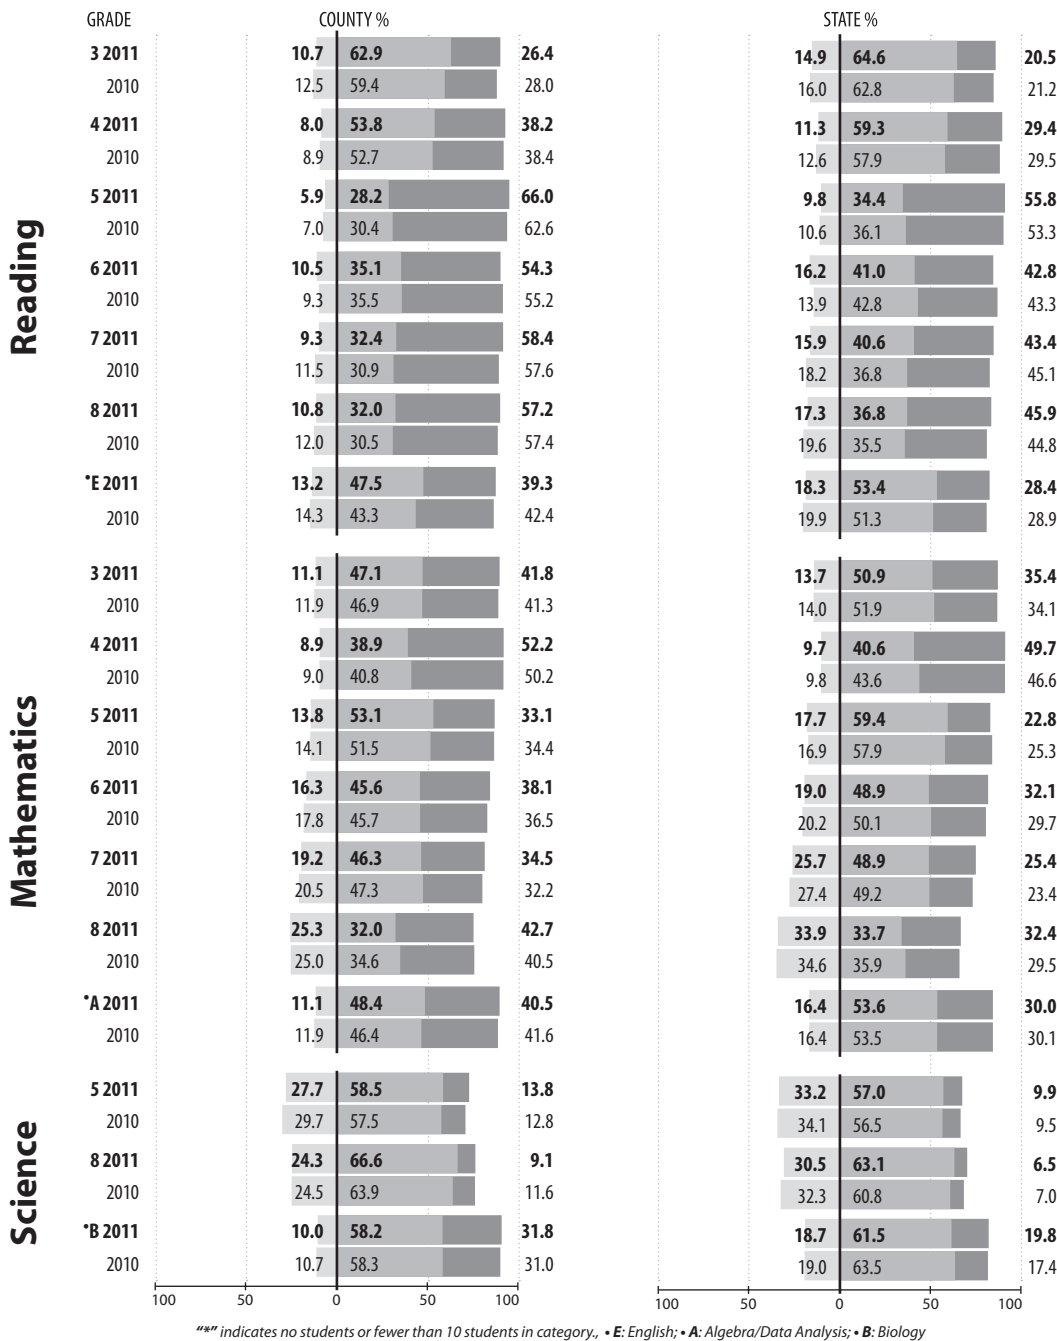 GRADE COUNTY % STATE %
Reading
3 2011 10.7 62.9 26.4 14.9 64.6 20.5
2010 12.5 59.4 28.0 16.0 62.8 21.2
4 2011 8.0 53.8 38.2 11.3 59.3 29.4
2010 8.9 52.7 38.4 12.6 57.9 29.5
5 2011 5.9 28.2 66.0 9.8 34.4 55.8
2010 7.0 30.4 62.6 10.6 36.1 53.3
6 2011 10.5 35.1 54.3 16.2 41.0 42.8
2010 9.3 35.5 55.2 13.9 42.8 43.3
7 2011 9.3 32.4 58.4 15.9 40.6 43.4
2010 11.5 30.9 57.6 18.2 36.8 45.1
8 2011 10.8 32.0 57.2 17.3 36.8 45.9
2010 12.0 30.5 57.4 19.6 35.5 44.8
•E 2011 13.2 47.5 39.3 18.3 53.4 28.4
2010 14.3 43.3 42.4 19.9 51.3 28.9
Mathematics
3 2011 11.1 47.1 41.8 13.7 50.9 35.4
2010 11.9 46.9 41.3 14.0 51.9 34.1
4 2011 8.9 38.9 52.2 9.7 40.6 49.7
2010 9.0 40.8 50.2 9.8 43.6 46.6
5 2011 13.8 53.1 33.1 17.7 59.4 22.8
2010 14.1 51.5 34.4 16.9 57.9 25.3
6 2011 16.3 45.6 38.1 19.0 48.9 32.1
2010 17.8 45.7 36.5 20.2 50.1 29.7
7 2011 19.2 46.3 34.5 25.7 48.9 25.4
2010 20.5 47.3 32.2 27.4 49.2 23.4
8 2011 25.3 32.0 42.7 33.9 33.7 32.4
2010 25.0 34.6 40.5 34.6 35.9 29.5
•A 2011 11.1 48.4 40.5 16.4 53.6 30.0
2010 11.9 46.4 41.6 16.4 53.5 30.1
Science
5 2011 27.7 58.5 13.8 33.2 57.0 9.9
2010 29.7 57.5 12.8 34.1 56.5 9.5
8 2011 24.3 66.6 9.1 30.5 63.1 6.5
2010 24.5 63.9 11.6 32.3 60.8 7.0
•B 2011 10.0 58.2 31.8 18.7 61.5 19.8
2010 10.7 58.3 31.0 19.0 63.5 17.4
100 50 0 50 100 100 50 0 50 100
"*" indicates no students or fewer than 10 students in category., • E: English; • A: Algebra/Data Analysis; • B: Biology